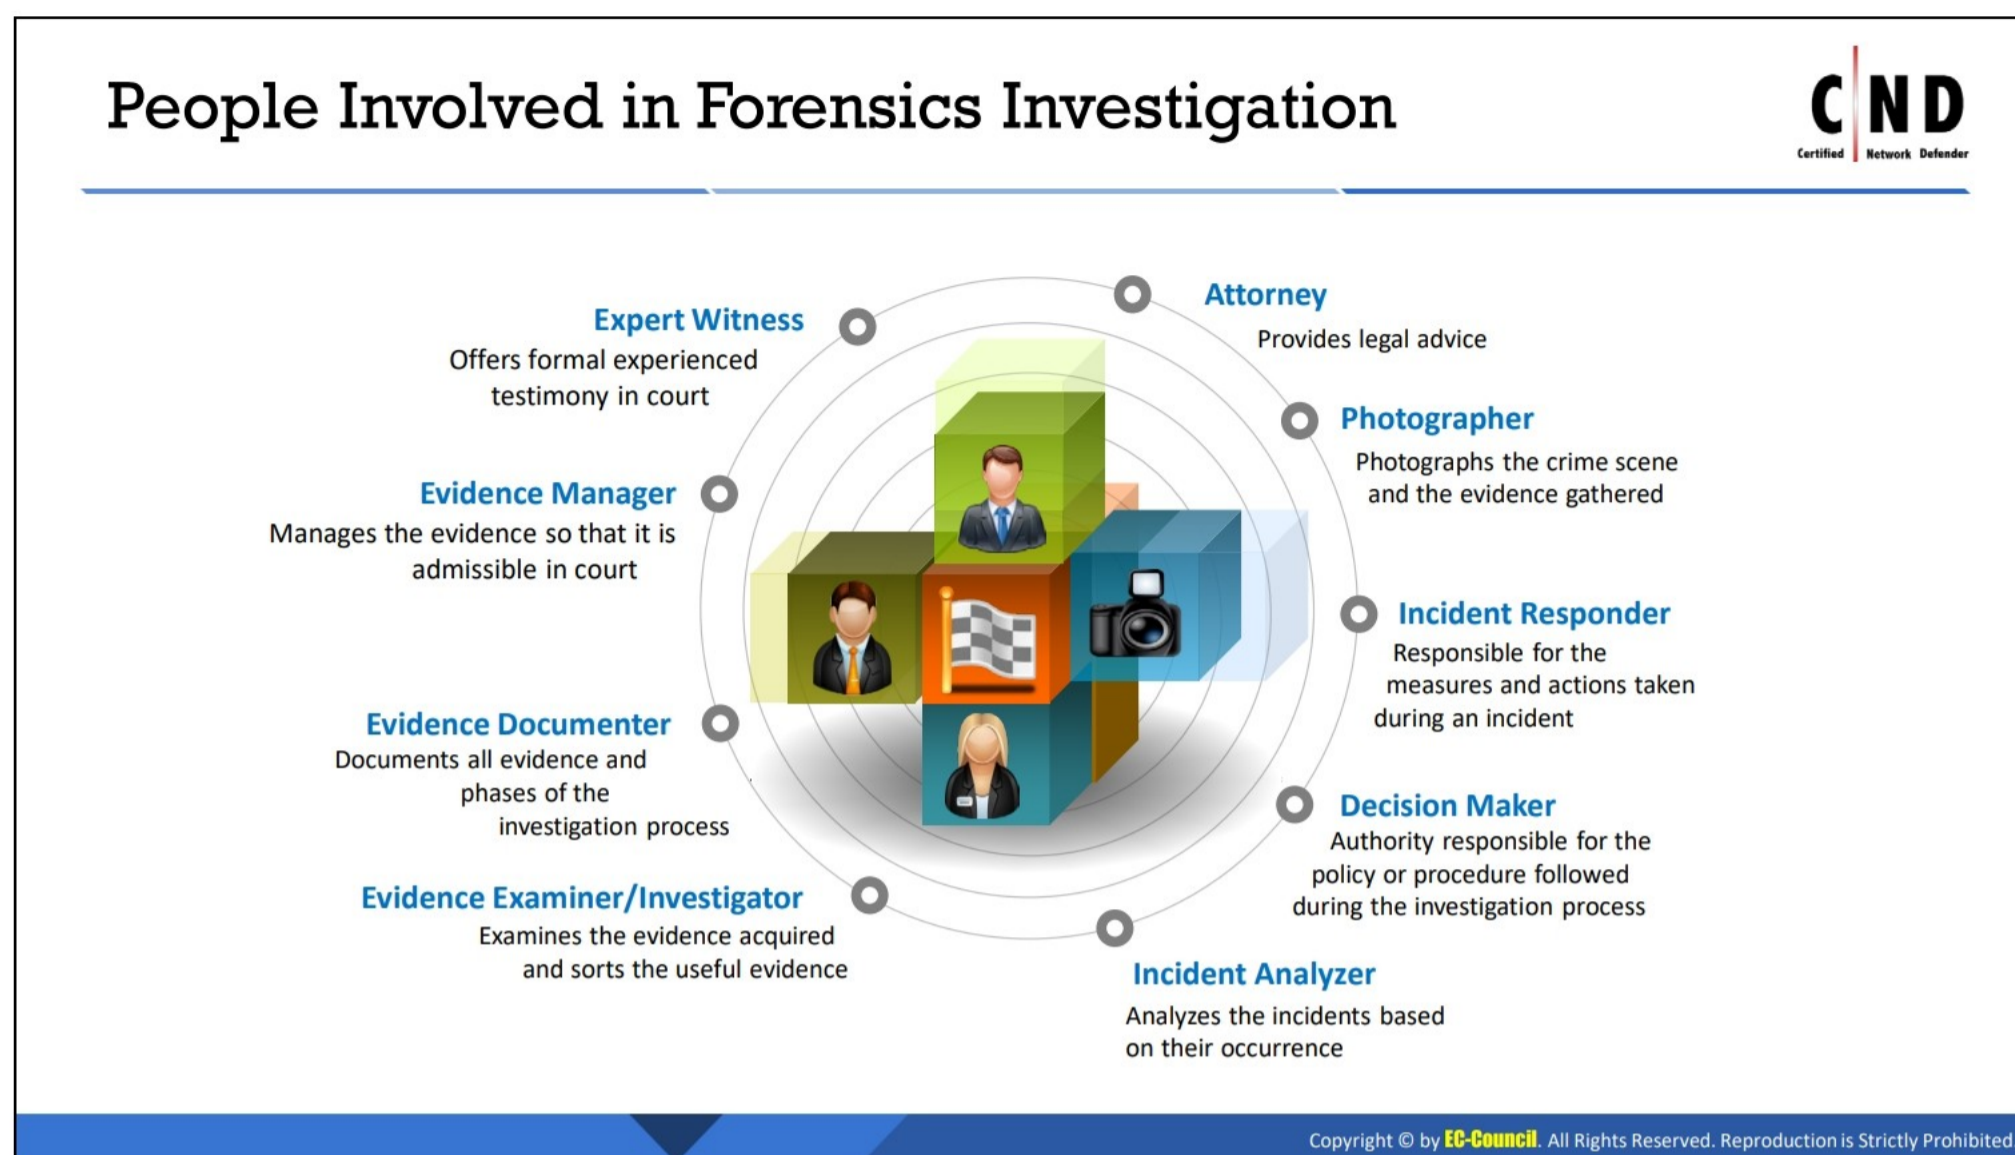 People Involved in Forensics Investigation
C N D
Certified Network Defender
Expert Witness
Offers formal experienced
testimony in court
Evidence Manager
Manages the evidence so that it is
admissible in court
Evidence Documenter
Documents all evidence and
phases of the
investigation process
Evidence Examiner/Investigator
Examines the evidence acquired
and sorts the useful evidence
Attorney
Provides legal advice
Photographer
Photographs the crime scene
and the evidence gathered
Incident Responder
Responsible for the
measures and actions taken
during an incident
Decision Maker
Authority responsible for the
policy or procedure followed
during the investigation process
Incident Analyzer
Analyzes the incidents based
on their occurrence
Copyright © by EC-Council. All Rights Reserved. Reproduction is Strictly Prohibited